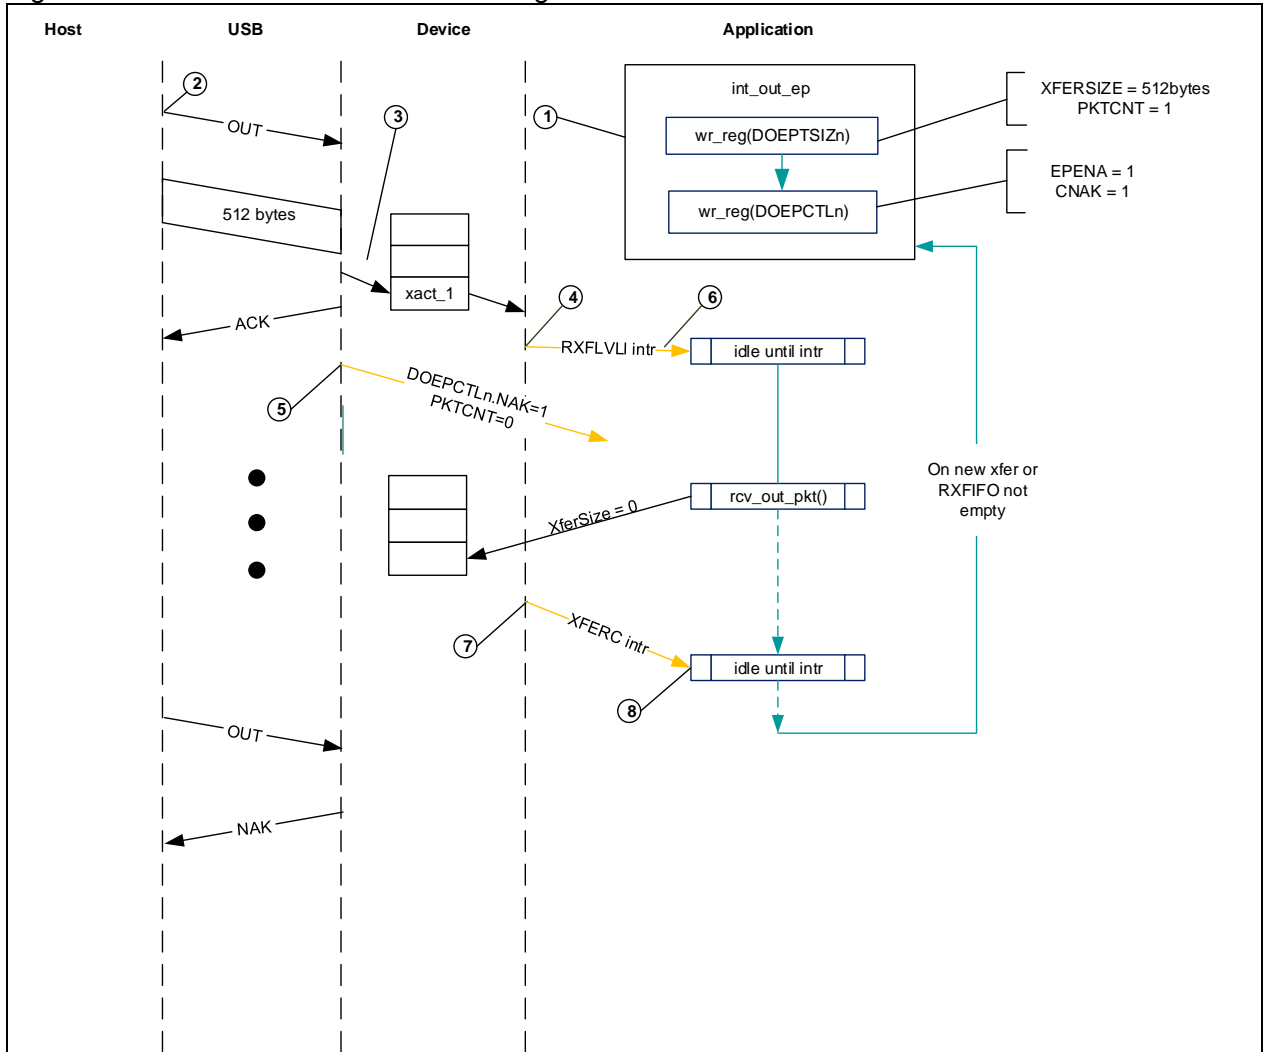 Host
USB
Device
Application
2
OUT
3
1
int_out_ep
wr_reg(DOEPTSIZn)
wr_reg(DOEPCTLn)
XFERSIZE = 512bytes
PKTCNT = 1
EPENA = 1
CNAK = 1
512 bytes
xact_1
ACK
4
6
RXFLVLI intr
idle until intr
5
DOEPCTLn.NAK=1
PKTCNT=0
On new xfer or
RXFIFO not
empty
rcv_out_pkt()
XferSize = 0
7
XFERC intr
idle until intr
8
OUT
NAK